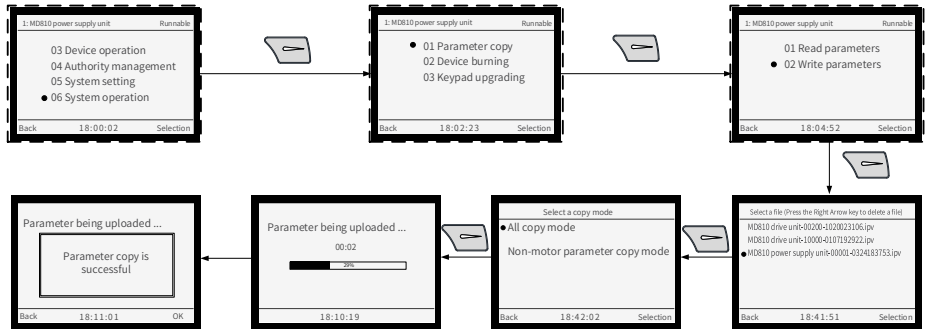 1: MD810 power supply unit Runnable
03 Device operation
04 Authority management
05 System setting
06 System operation
Back 18:00:02 Selection
1: MD810 power supply unit Runnable
01 Parameter copy
02 Device burning
03 Keypad upgrading
Back 18:02:23 Selection
1: MD810 power supply unit Runnable
01 Read parameters
02 Write parameters
Back 18:04:52 Selection
Parameter being uploaded ...
Parameter copy is
successful
Back 18:11:01 OK
Parameter being uploaded ...
00:02
29%
18:10:19
Select a copy mode
All copy mode
Non-motor parameter copy mode
Back 18:42:02 Selection
Select a file (Press the Right Arrow key to delete a file)
MD810 drive unit-00200-1020023106.ipv
MD810 drive unit-10000-0107192922.ipv
MD810 power supply unit-00001-0324183753.ipv
Back 18:41:51 Selection